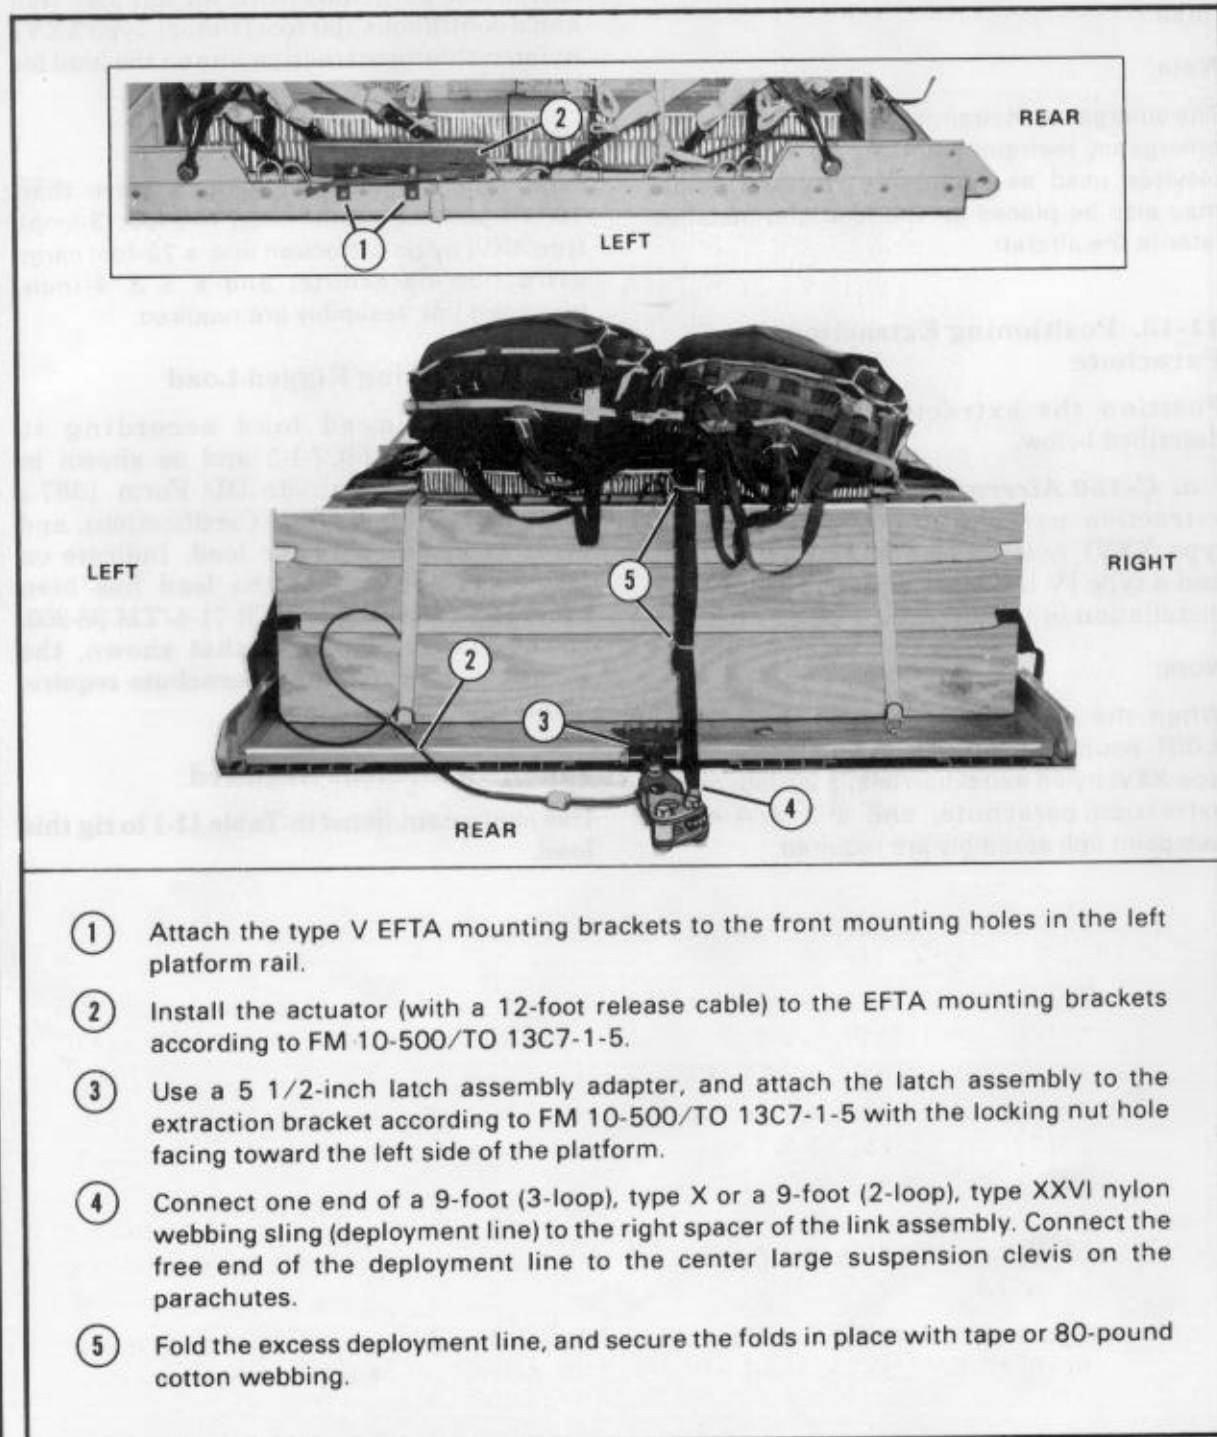 REAR
2
1
LEFT
LEFT
RIGHT
5
2
3
4
REAR
1 Attach the type V EFTA mounting brackets to the front mounting holes in the left
platform rail.
2 Install the actuator (with a 12-foot release cable) to the EFTA mounting brackets
according to FM 10-500/TO 13C7-1-5.
3 Use a 5 1/2-inch latch assembly adapter, and attach the latch assembly to the
extraction bracket according to FM 10-500/TO 13C7-1-5 with the locking nut hole
facing toward the left side of the platform.
4 Connect one end of a 9-foot (3-loop), type X or a 9-foot (2-loop), type XXVI nylon
webbing sling (deployment line) to the right spacer of the link assembly. Connect the
free end of the deployment line to the center large suspension clevis on the
parachutes.
5 Fold the excess deployment line, and secure the folds in place with tape or 80-pound
cotton webbing.